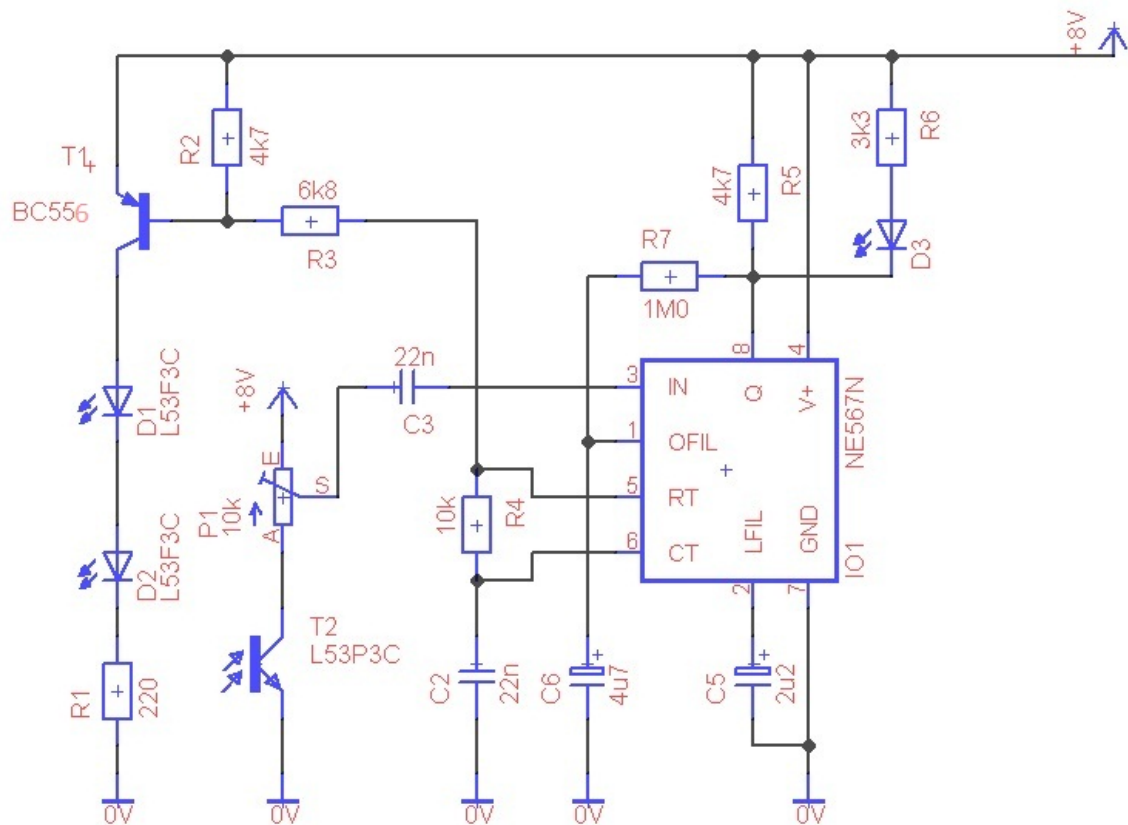 +8V
T1
BC556
R2
4k7
6k8
R3
4k7
R5
3k3
R6
D3
R7
1M0
D1
L53F3C
D2
L53F3C
R1
220
0V
+8V
E
S
A
P1
10k
T2
L53P3C
0V
22n
C3
10k
R4
C2
22n
0V
C6
4u7
0V
8
4
3
IN
1
OFIL
5
RT
6
CT
Q
V+
LFIL
GND
NE567N
IO1
2
7
C5
2u2
0V